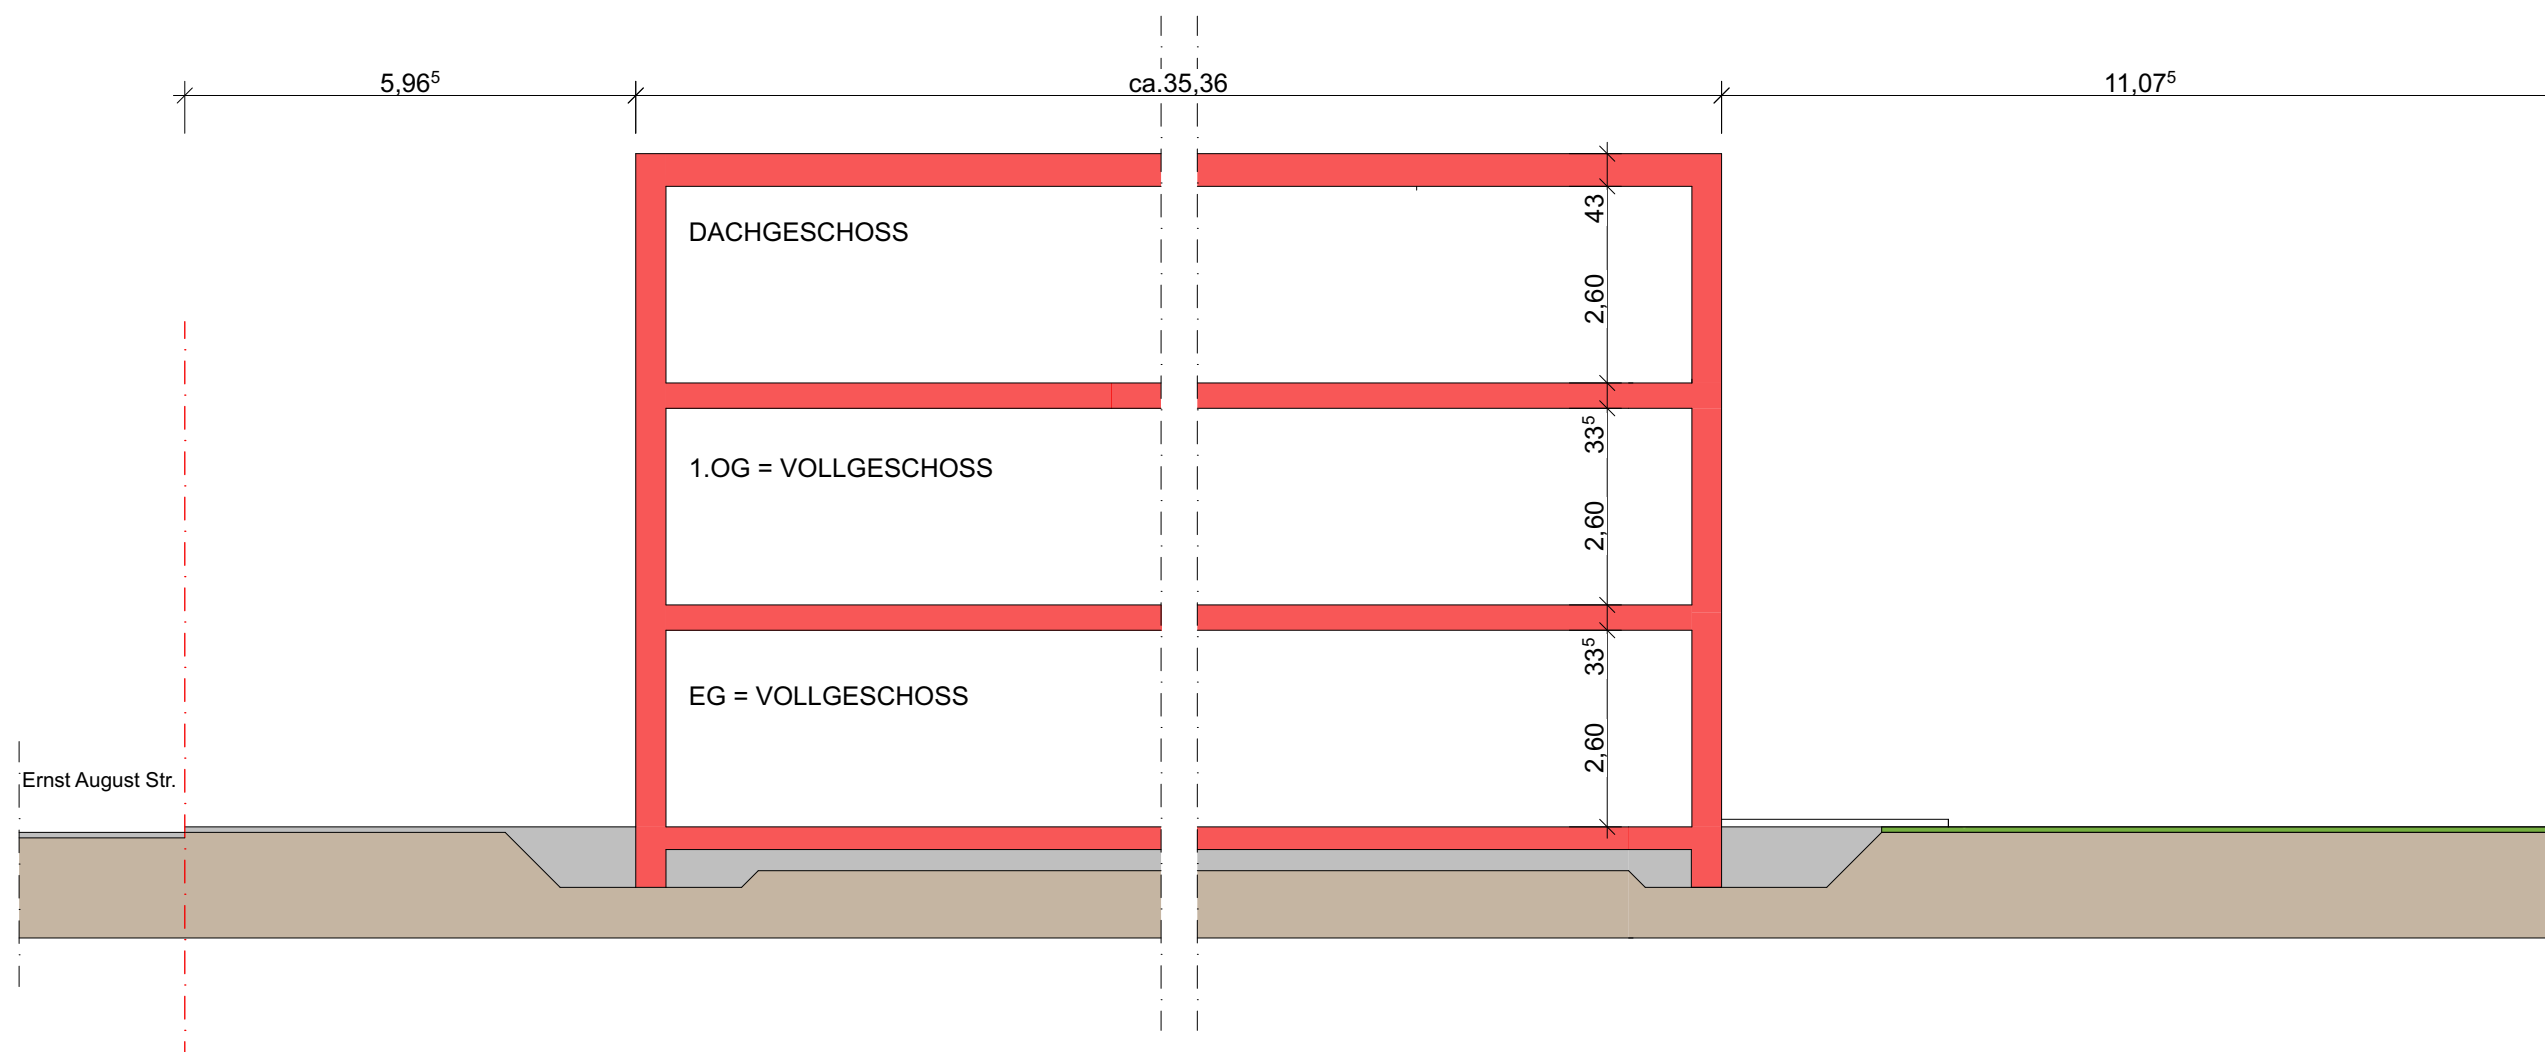 5,96⁵
ca.35,36
11,07⁵
DACHGESCHOSS
43
2,60
1.OG = VOLLGESCHOSS
33⁵
2,60
EG = VOLLGESCHOSS
33⁵
2,60
Ernst August Str.